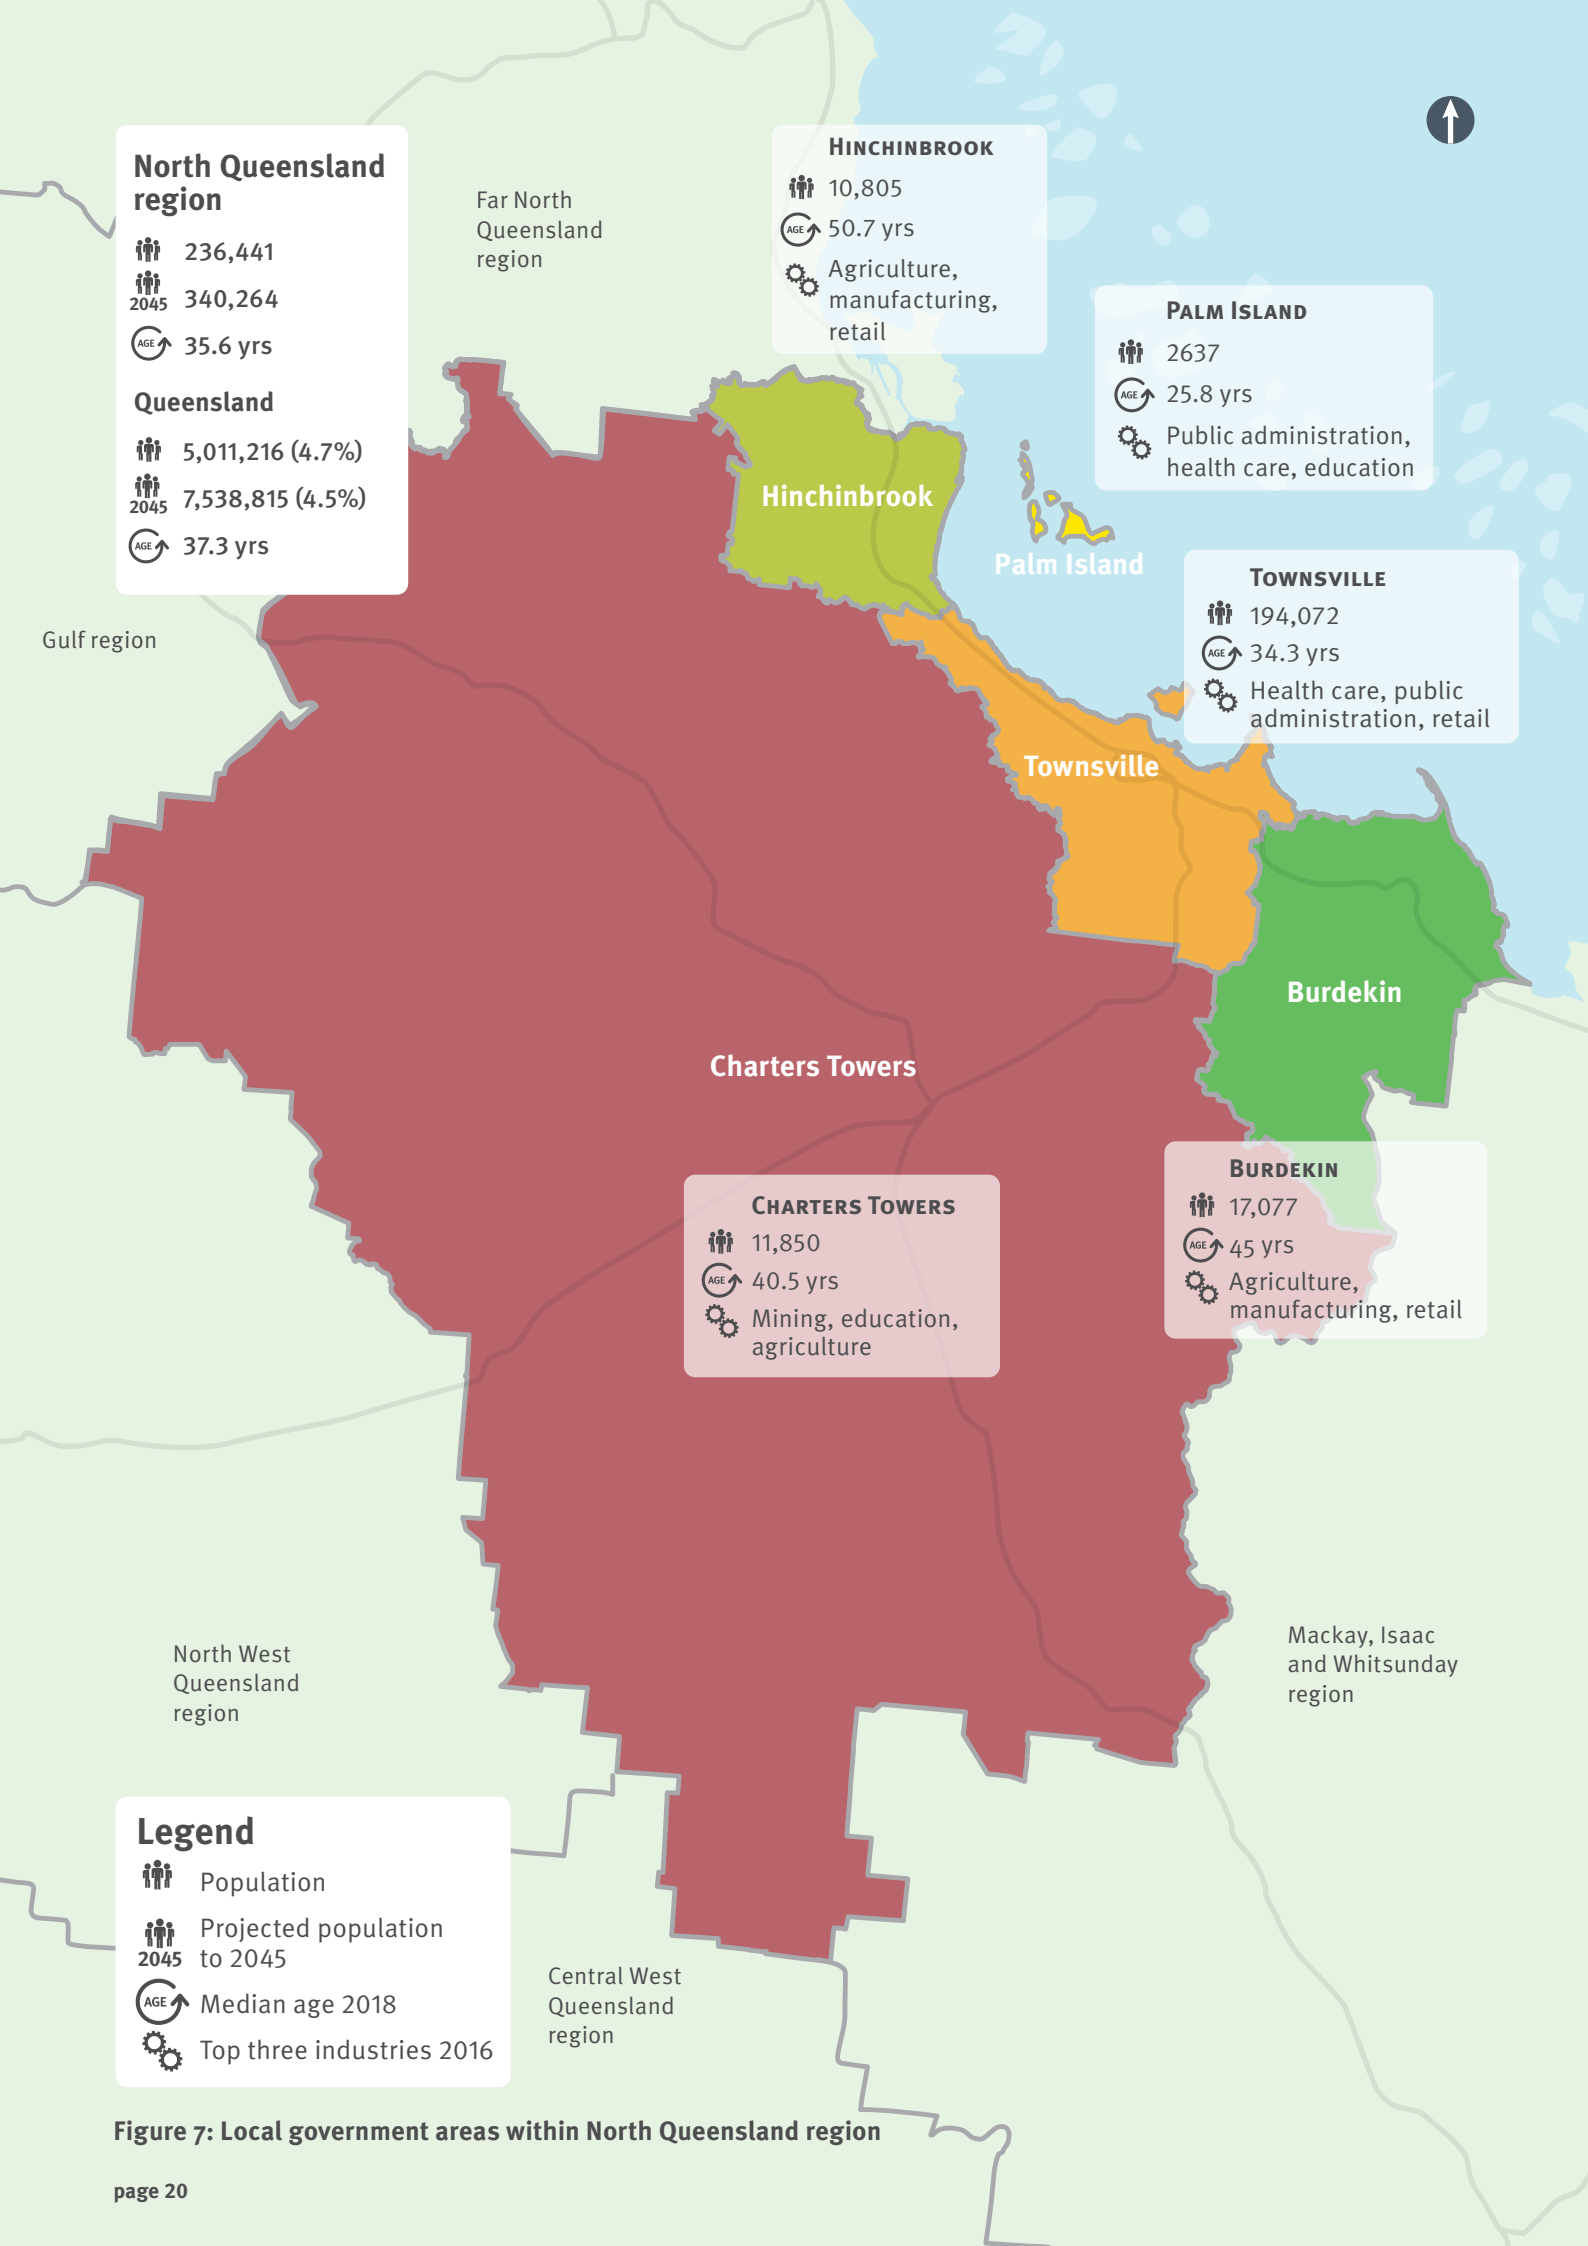 North Queensland
region
236,441
2045 340,264
AGE 35.6 yrs
Queensland
5,011,216 (4.7%)
2045 7,538,815 (4.5%)
AGE 37.3 yrs
Far North
Queensland
region
HINCHINBROOK
10,805
AGE 50.7 yrs
Agriculture,
manufacturing,
retail
PALM ISLAND
2637
AGE 25.8 yrs
Public administration,
health care, education
Hinchinbrook
Palm Island
TOWNSVILLE
194,072
AGE 34.3 yrs
Health care, public
administration, retail
Gulf region
Townsville
Burdekin
Charters Towers
BURDEKIN
17,077
AGE 45 yrs
Agriculture,
manufacturing, retail
CHARTERS TOWERS
11,850
AGE 40.5 yrs
Mining, education,
agriculture
North West
Queensland
region
Mackay, Isaac
and Whitsunday
region
Legend
Population
Projected population
2045 to 2045
AGE Median age 2018
Top three industries 2016
Central West
Queensland
region
Figure 7: Local government areas within North Queensland region
page 20